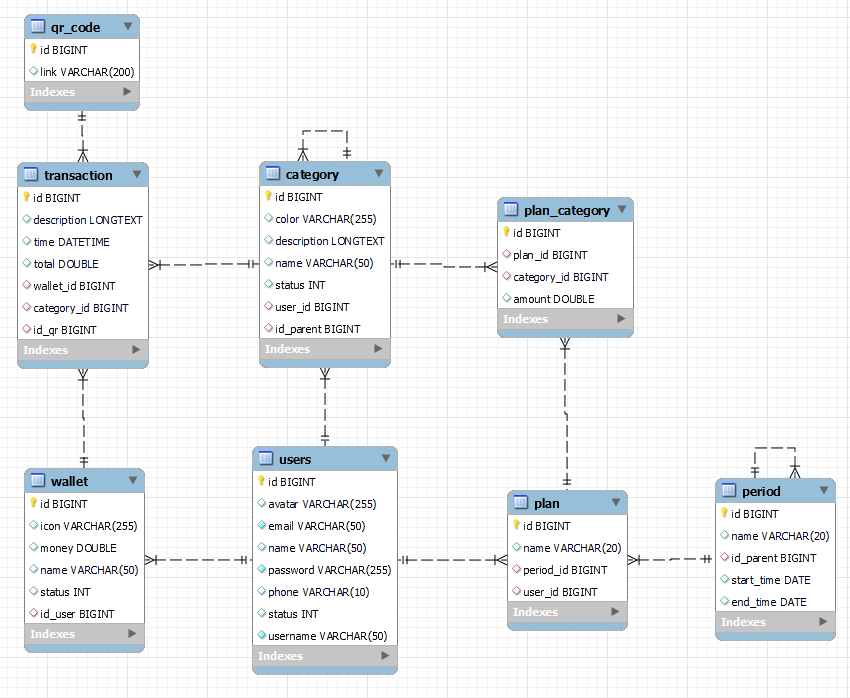 qr_code
id BIGINT
link VARCHAR(200)
Indexes
transaction
id BIGINT
description LONGTEXT
time DATETIME
total DOUBLE
wallet_id BIGINT
category_id BIGINT
id_qr BIGINT
Indexes
category
id BIGINT
color VARCHAR(255)
description LONGTEXT
name VARCHAR(50)
status INT
user_id BIGINT
id_parent BIGINT
Indexes
plan_category
id BIGINT
plan_id BIGINT
category_id BIGINT
amount DOUBLE
Indexes
wallet
id BIGINT
icon VARCHAR(255)
money DOUBLE
name VARCHAR(50)
status INT
id_user BIGINT
Indexes
users
id BIGINT
avatar VARCHAR(255)
email VARCHAR(50)
name VARCHAR(50)
password VARCHAR(255)
phone VARCHAR(10)
status INT
username VARCHAR(50)
Indexes
plan
id BIGINT
name VARCHAR(20)
period_id BIGINT
user_id BIGINT
Indexes
period
id BIGINT
name VARCHAR(20)
id_parent BIGINT
start_time DATE
end_time DATE
Indexes